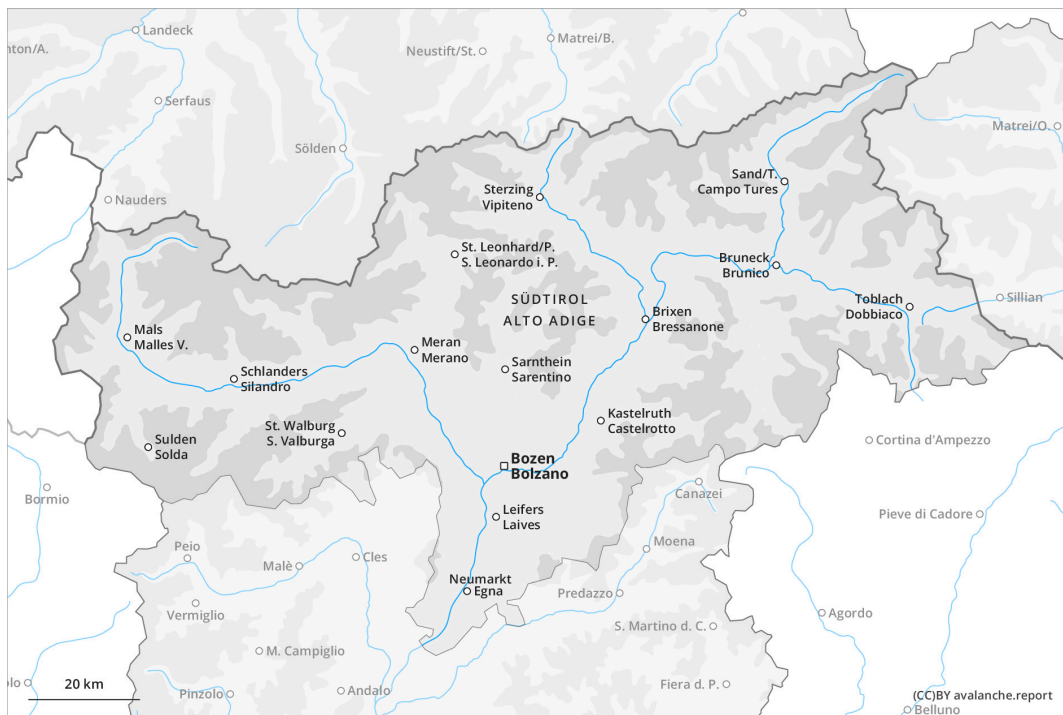 Landeck
nton/A.
Neustift/St.
Matrei/B.
Serfaus
Sölden
Matrei/O.
Nauders
Sterzing
Vipiteno
Sand/T.
Campo Tures
St. Leonhard/P.
S. Leonardo i. P.
Bruneck
Brunico
SÜDTIROL
ALTO ADIGE
Toblach
Dobbiaco
Sillian
Brixen
Bressanone
Mals
Malles V.
Meran
Merano
Sarnthein
Sarentino
Schlanders
Silandro
Kastelruth
Castelrotto
St. Walburg
S. Valburga
Sulden
Solda
Cortina d'Ampezzo
Bozen
Bolzano
Bormio
Canazei
Leifers
Laives
Pieve di Cadore
Peio
Malè
Cles
Moena
Neumarkt
Egna
Predazzo
Vermiglio
Agordo
S. Martino d. C.
M. Campiglio
20 km
olo
Pinzolo
Andalo
Fiera d. P.
(CC)BY avalanche.report
Belluno